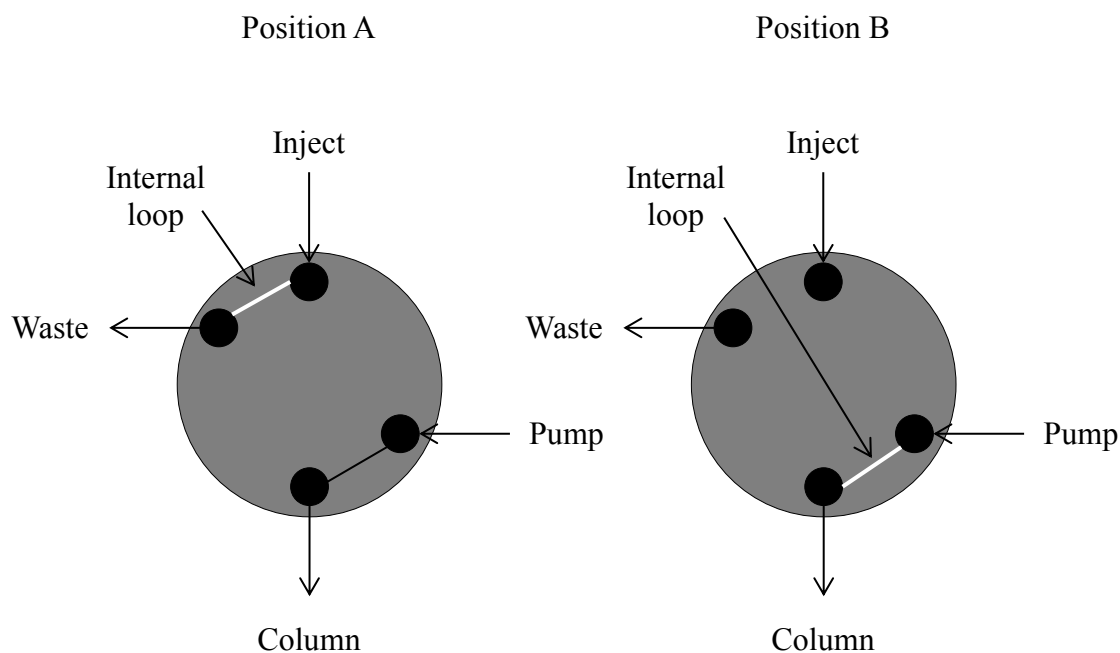 Position A
Position B
Inject
Internal
loop
Waste
Pump
Column
Inject
Internal
loop
Waste
Pump
Column